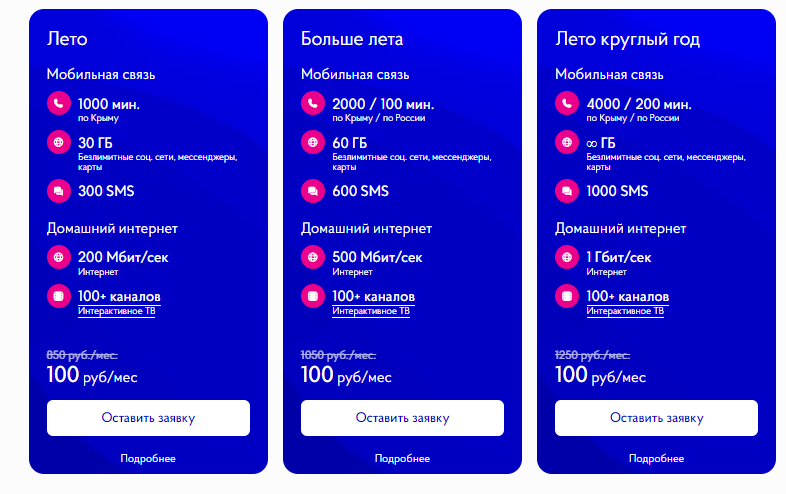 Лето
Мобильная связь
1000 мин.
по Крыму
30 ГБ
Безлимитные соц. сети, мессенджеры,
карты
300 SMS
Домашний интернет
200 Мбит/сек
Интернет
100+ каналов
Интерактивное ТВ
850 руб./мес.
100 руб/мес
Оставить заявку
Подробнее
Больше лета
Мобильная связь
2000 / 100 мин.
по Крыму / по России
60 ГБ
Безлимитные соц. сети, мессенджеры,
карты
600 SMS
Домашний интернет
500 Мбит/сек
Интернет
100+ каналов
Интерактивное ТВ
1050 руб./мес.
100 руб/мес
Оставить заявку
Подробнее
Лето круглый год
Мобильная связь
4000 / 200 мин.
по Крыму / по России
∞ ГБ
Безлимитные соц. сети, мессенджеры,
карты
1000 SMS
Домашний интернет
1 Гбит/сек
Интернет
100+ каналов
Интерактивное ТВ
1250 руб./мес.
100 руб/мес
Оставить заявку
Подробнее